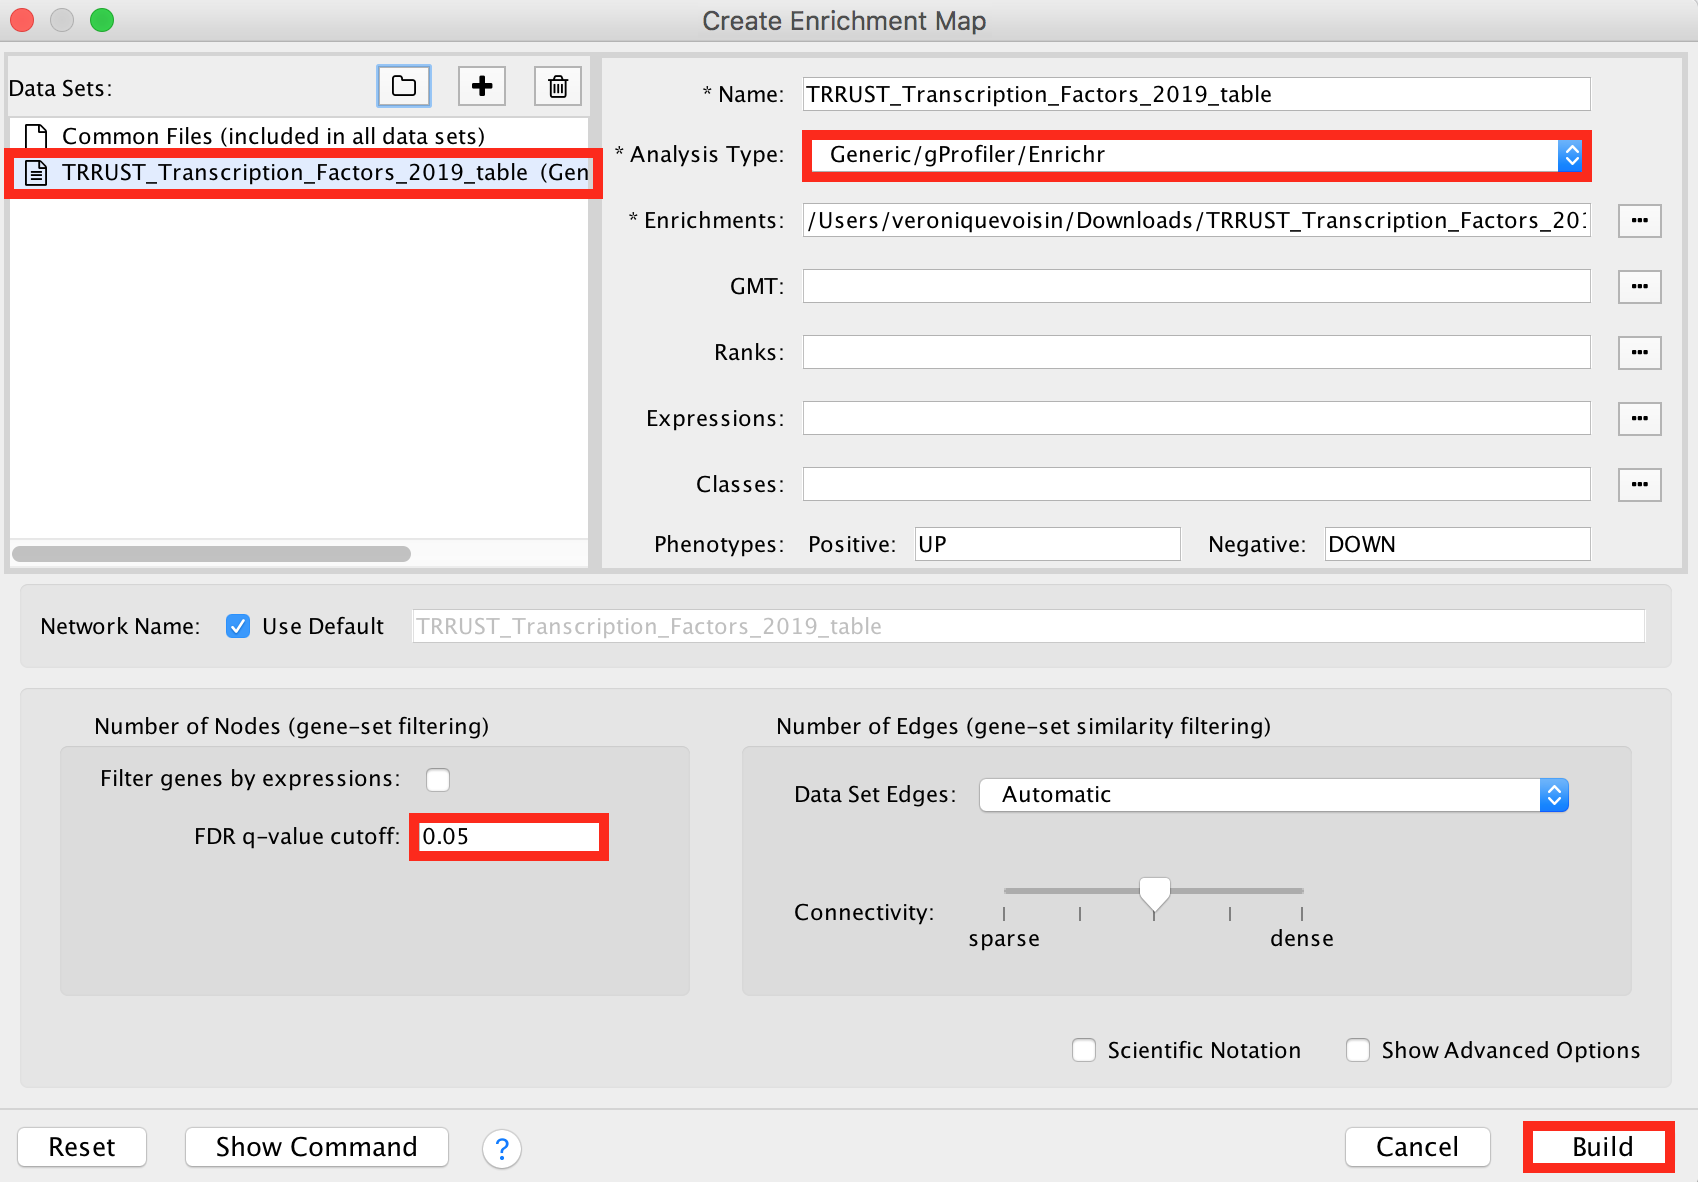 Create Enrichment Map
Data Sets:
Common Files (included in all data sets)
TRRUST_Transcription_Factors_2019_table (Gen
* Name: TRRUST_Transcription_Factors_2019_table
* Analysis Type: Generic/gProfiler/Enrichr
* Enrichments: /Users/veroniquevoisin/Downloads/TRRUST_Transcription_Factors_201
GMT:
Ranks:
Expressions:
Classes:
Phenotypes: Positive: UP Negative: DOWN
Network Name: Use Default TRRUST_Transcription_Factors_2019_table
Number of Nodes (gene-set filtering)
Filter genes by expressions:
FDR q-value cutoff: 0.05
Number of Edges (gene-set similarity filtering)
Data Set Edges: Automatic
Connectivity:
sparse dense
Scientific Notation Show Advanced Options
Reset Show Command ? Cancel Build